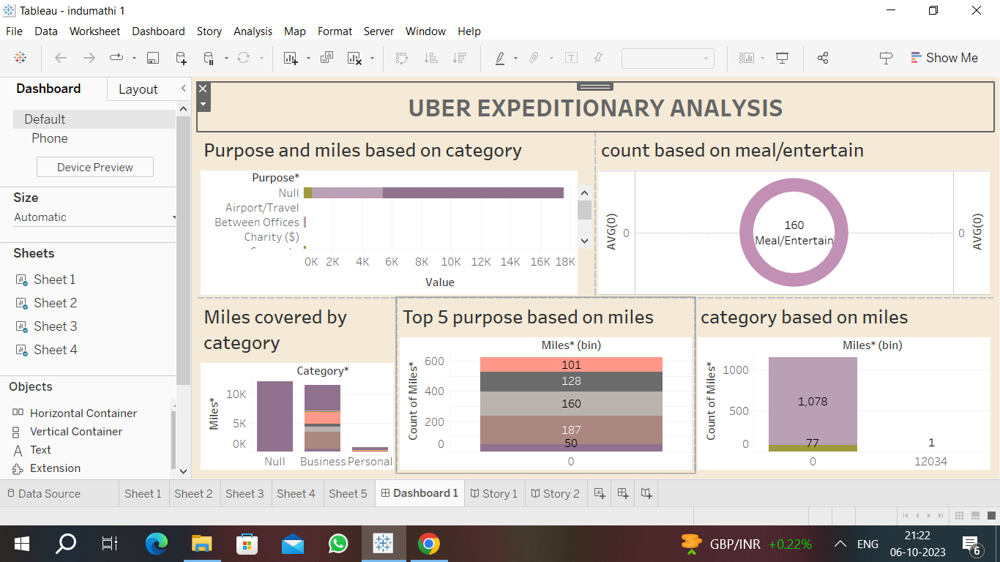 Tableau - indumathi 1
File Data Worksheet Dashboard Story Analysis Map Format Server Window Help
Show Me
Dashboard Layout
Default
Phone
Device Preview
Size
Automatic
Sheets
Sheet 1
Sheet 2
Sheet 3
Sheet 4
Objects
Horizontal Container
Vertical Container
Text
Extension
UBER EXPEDITIONARY ANALYSIS
Purpose and miles based on category
Purpose*
Null
Airport/Travel
Between Offices
Charity ($)
0K 2K 4K 6K 8K 10K 12K 14K 16K 18K
Value
count based on meal/entertain
AVG(0)
0
160
Meal/Entertain
0
AVG(0)
Miles covered by
category
Category*
Miles*
10K
5K
0K
Null Business Personal
Top 5 purpose based on miles
Miles* (bin)
Count of Miles*
600
400
200
0
101
128
160
187
50
0
category based on miles
Miles* (bin)
Count of Miles*
1000
500
0
1,078
77
1
0 12034
Data Source Sheet 1 Sheet 2 Sheet 3 Sheet 4 Sheet 5 Dashboard 1 Story 1 Story 2
GBP/INR +0.22% ENG
21:22
06-10-2023
6